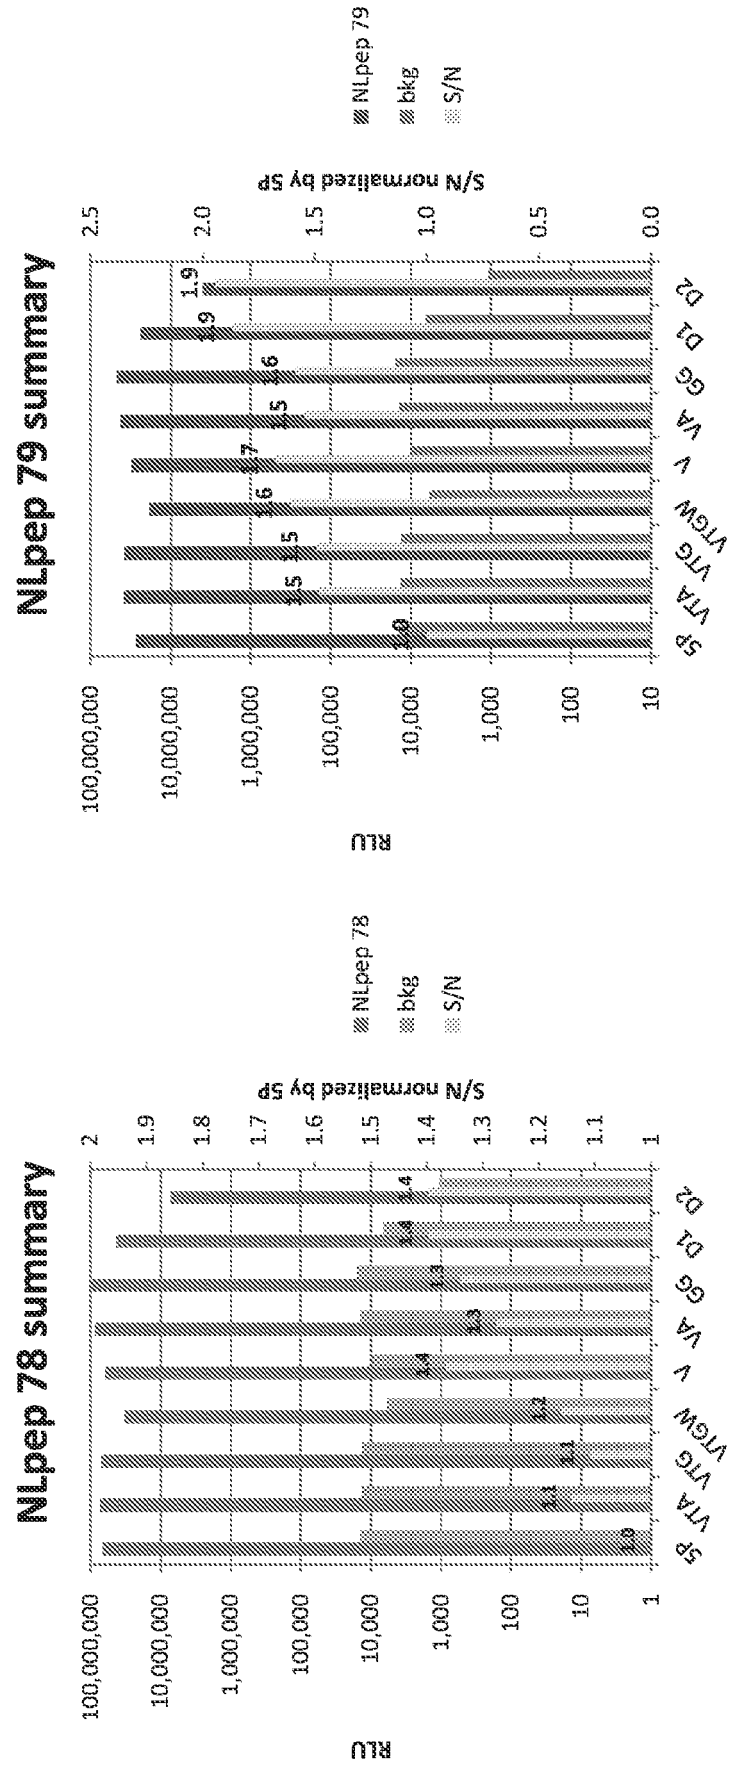 NLpep 78 summary
RLU
100,000,000
10,000,000
1,000,000
100,000
10,000
1,000
100
10
1
1.0
1.1
1.1
1.2
1.4
1.3
1.3
1.4
1.4
2
1.9
1.8
1.7
1.6
1.5
1.4
1.3
1.2
1.1
1
S/N normalized by 5P
5P
VTA
VTG
VTGW
V
VA
GG
D1
D2
NLpep 78
bkg
S/N
NLpep 79 summary
RLU
100,000,000
10,000,000
1,000,000
100,000
10,000
1,000
100
10
1.0
1.5
1.5
1.6
1.7
1.5
1.6
1.9
1.9
2.5
2.0
1.5
1.0
0.5
0.0
S/N normalized by 5P
5P
VTA
VTG
VTGW
V
VA
GG
D1
D2
NLpep 79
bkg
S/N